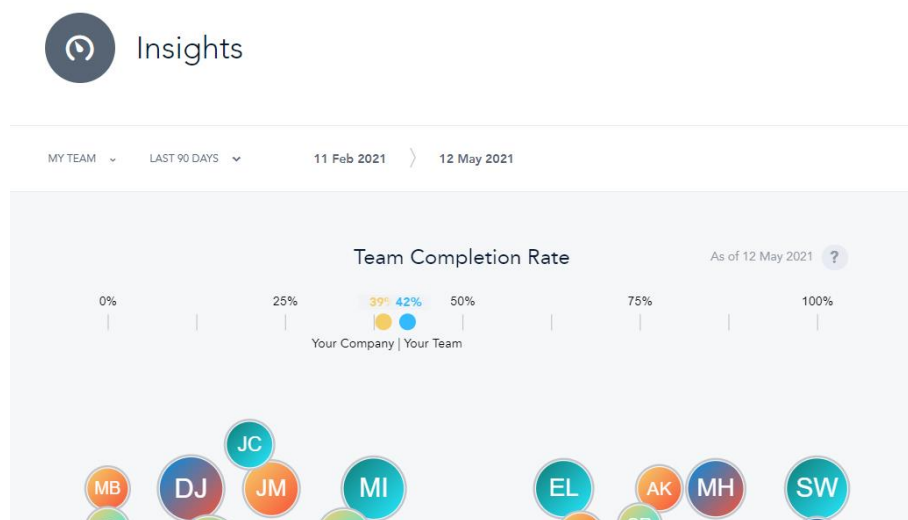 Insights
MY TEAM LAST 90 DAYS 11 Feb 2021 12 May 2021
Team Completion Rate As of 12 May 2021 ?
0% 25% 39% 42% 50% 75% 100%
Your Company | Your Team
JC
MB DJ JM MI EL AK MH SW